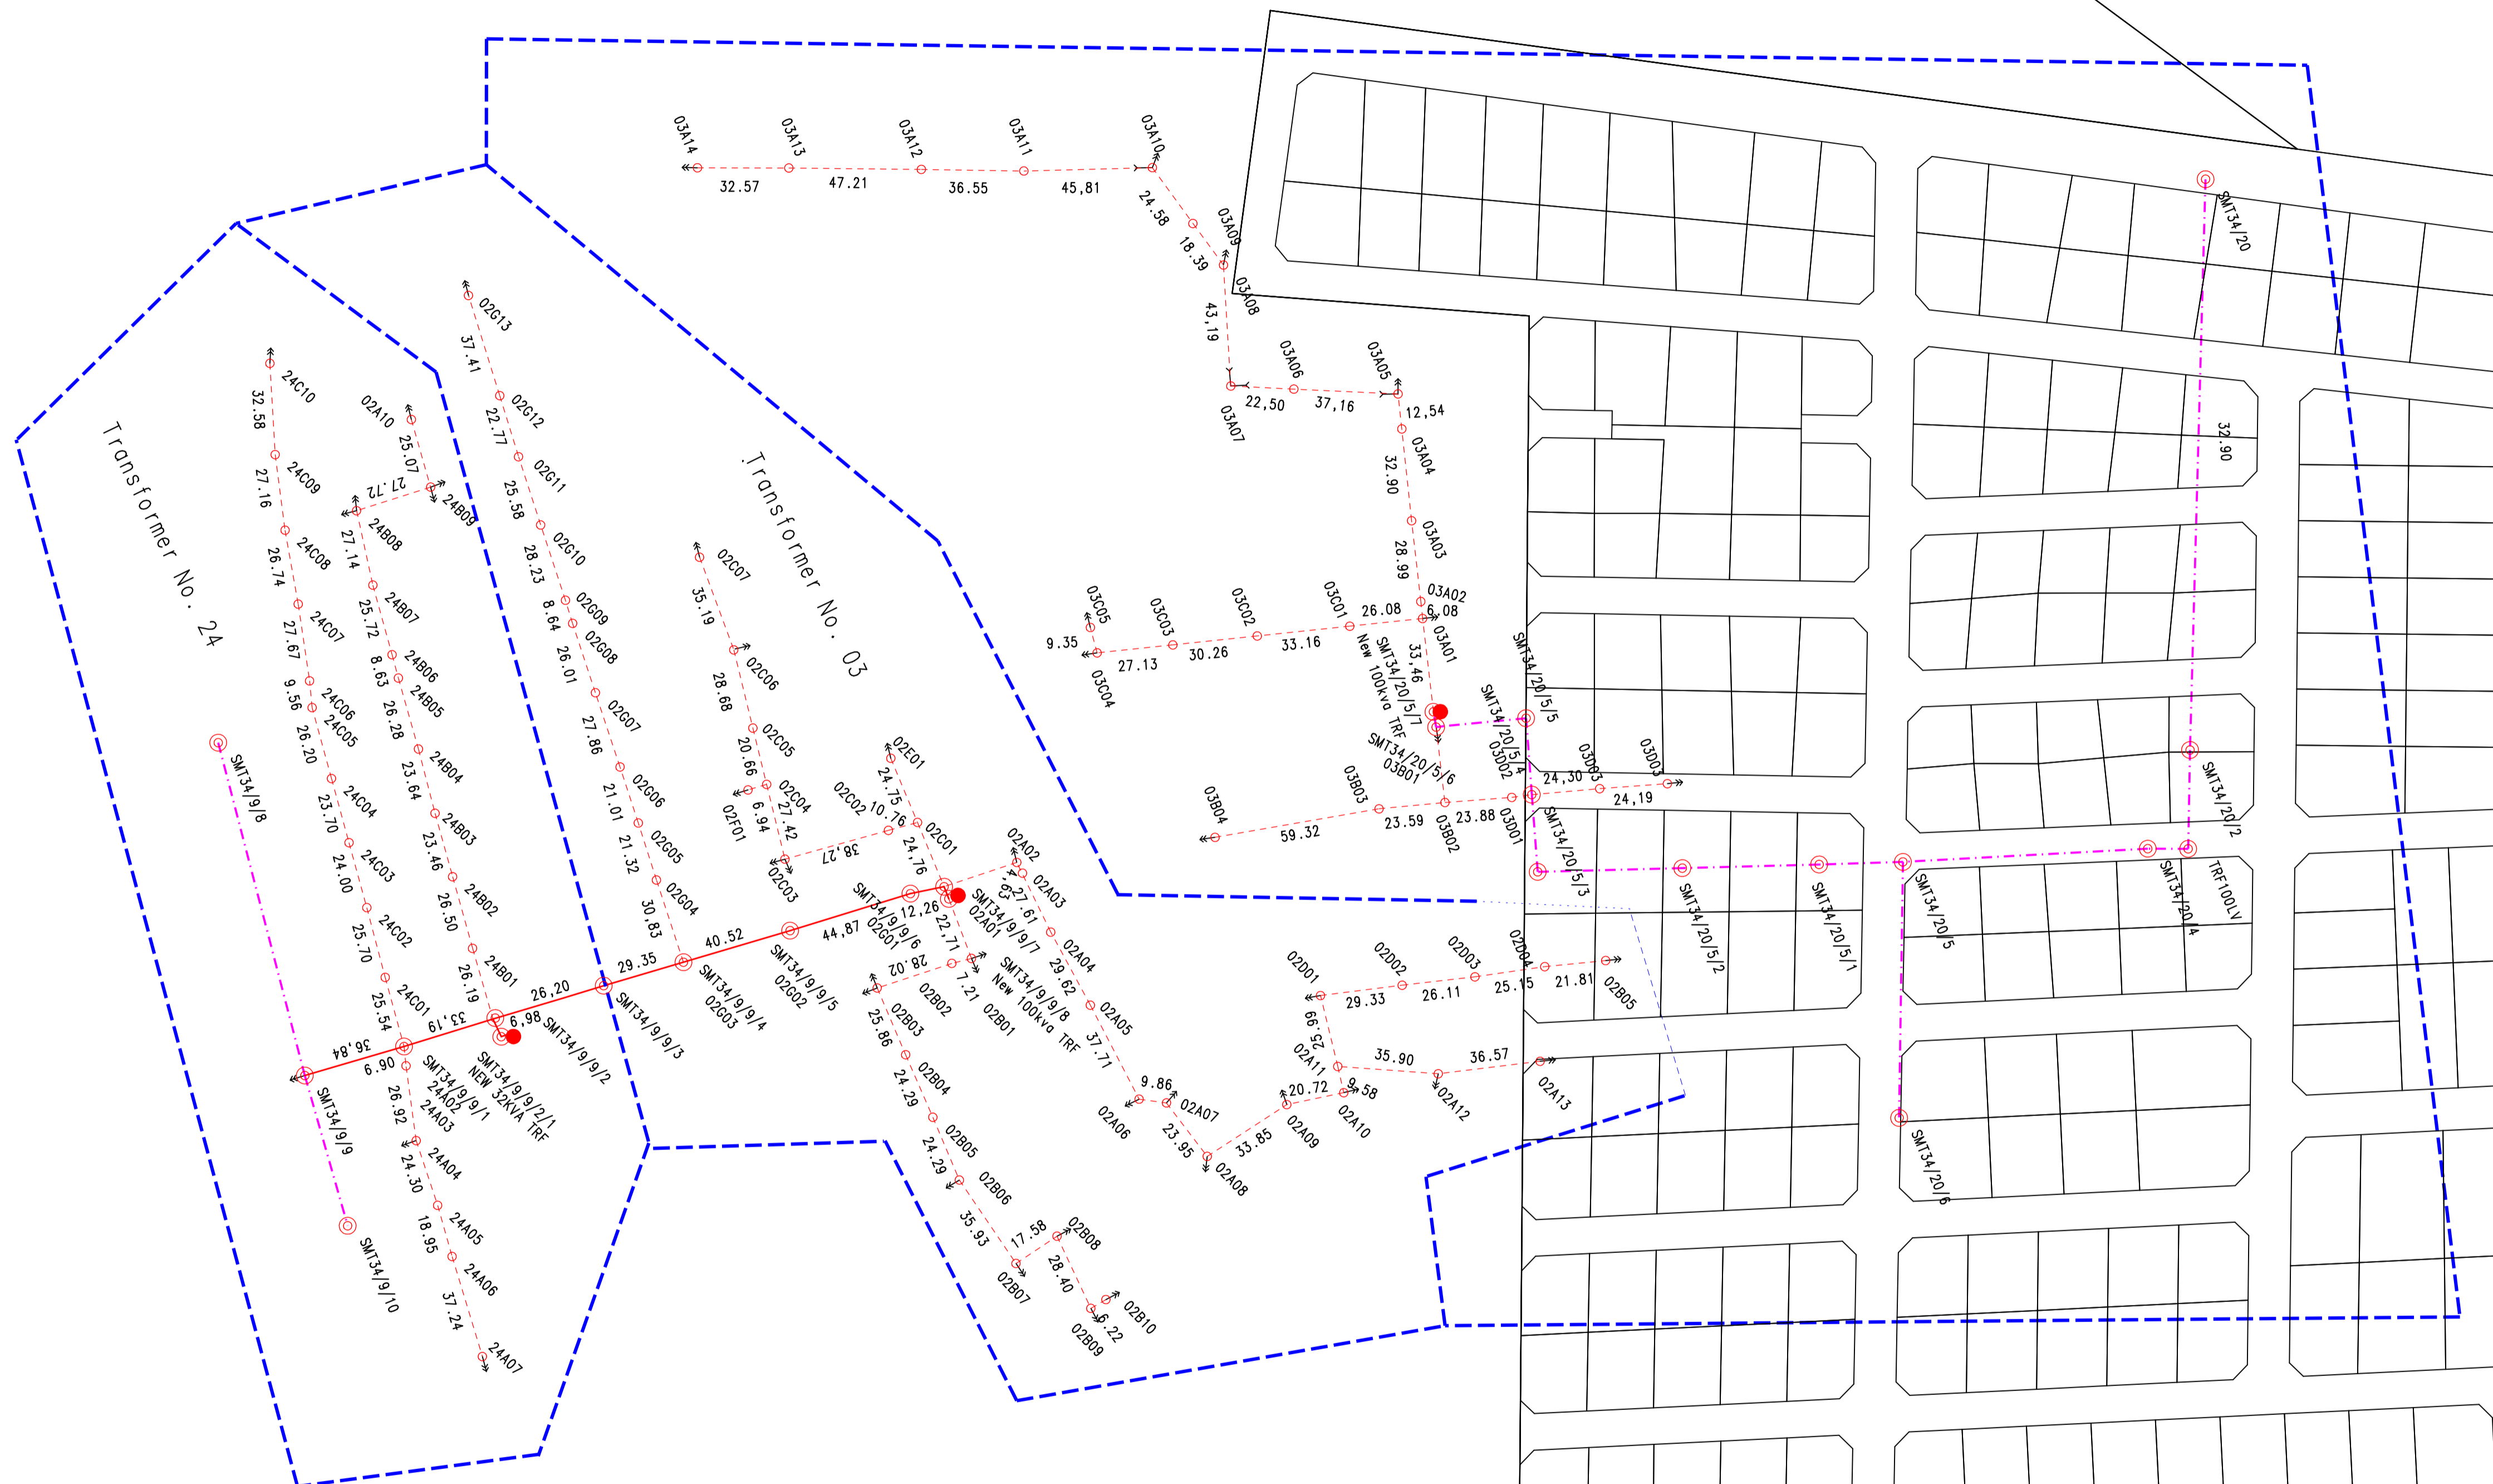 03A14
03A13
03A12
03A11
03A10
32.57
47.21
36.55
45,81
24.58
18.39
03A09
03A08
43,19
03A07
22,50
03A06
37,16
03A05
12,54
03A04
32.90
03A03
28.99
03A02
6,08
03A01
26.08
03C01
33.16
03C02
30.26
03C03
27.13
03C04
03C05
9.35
33,46
New 100kva TRF
SMT34/20/5/7
SMT34/20/5/6
03B01
SMT34/20/5/5
SMT34/20/5/4
03D02
24,30
03D03
03D03
24,19
03B04
59.32
03B03
23.59
03B02
23.88
03D01
SMT34/20/5/3
SMT34/20/5/2
SMT34/20/5/1
SMT34/20/5
SMT34/20/6
SMT34/20/4
TRF100LV
SMT34/20/2
32.90
SMT34/20
Transformer No. 24
24C10
32.58
24C09
27.16
24C08
26.74
24C07
27.67
24C06
9.56
24C05
26.20
24C04
23.70
24C03
24.00
24C02
25.70
24C01
25.54
02A10
25.07
24B09
27.72
24B08
27.14
24B07
25.72
24B06
8.63
24B05
26.28
24B04
23.64
24B03
23.46
24B02
26.50
24B01
26.19
SMT34/9/8
SMT34/9/9
SMT34/9/10
36,84
33,19
6.90
SMT34/9/9/1
24A02
24A03
26.92
24A04
24.30
24A05
18.95
24A06
37.24
24A07
9,98
SMT34/9/9/2
SMT34/9/9/2/1
NEW 32KVA TRF
26,20
SMT34/9/9/3
29.35
SMT34/9/9/4
02G03
40.52
SMT34/9/9/5
02G02
44,87
SMT34/9/9/6
02G01
12,26
SMT34/9/9/7
02A01
02G13
37.41
02G12
22.77
02G11
25.58
02G10
28.23
02G09
8.64
02G08
26.01
02G07
27.86
02G06
21.01
02G05
21.32
02G04
30,83
.Transformer No. 03
02C07
35.19
02C06
28.68
02C05
20.66
02C04
6.94
02F01
27.42
02C03
38,27
02C02
10.76
02E01
24.75
02C01
24,76
02A02
4,63
02A03
27.61
02A04
29.62
02A05
37.71
02A06
9.86
02A07
23.95
02A08
33.85
02A09
20.72
02A10
9,58
02A11
25.99
02D01
29.33
02D02
26.11
02D03
25.15
02D04
21.81
02B05
35.90
02A12
36.57
02A13
22,71
SMT34/9/9/8
New 100kva TRF
02B01
7.21
02B02
28.02
02B03
25.86
02B04
24.29
02B05
24.29
02B06
35.93
02B07
17.58
02B08
28.40
02B09
6.22
02B10